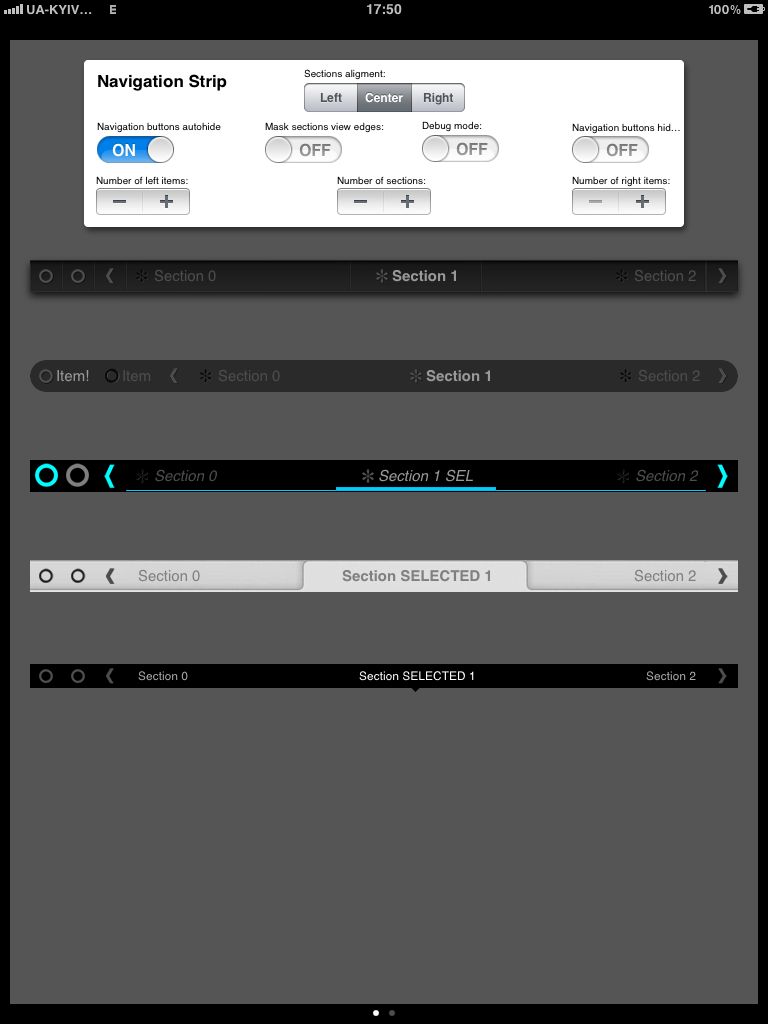 UA-KYIV... E 17:50 100%
Navigation Strip
Sections aligment:
Left Center Right
Navigation buttons autohide Mask sections view edges: Debug mode: Navigation buttons hid...
ON OFF OFF OFF
Number of left items: Number of sections: Number of right items:
− + − + − +
Section 0 Section 1 Section 2
Item! Item Section 0 Section 1 Section 2
Section 0 Section 1 SEL Section 2
Section 0 Section SELECTED 1 Section 2
Section 0 Section SELECTED 1 Section 2